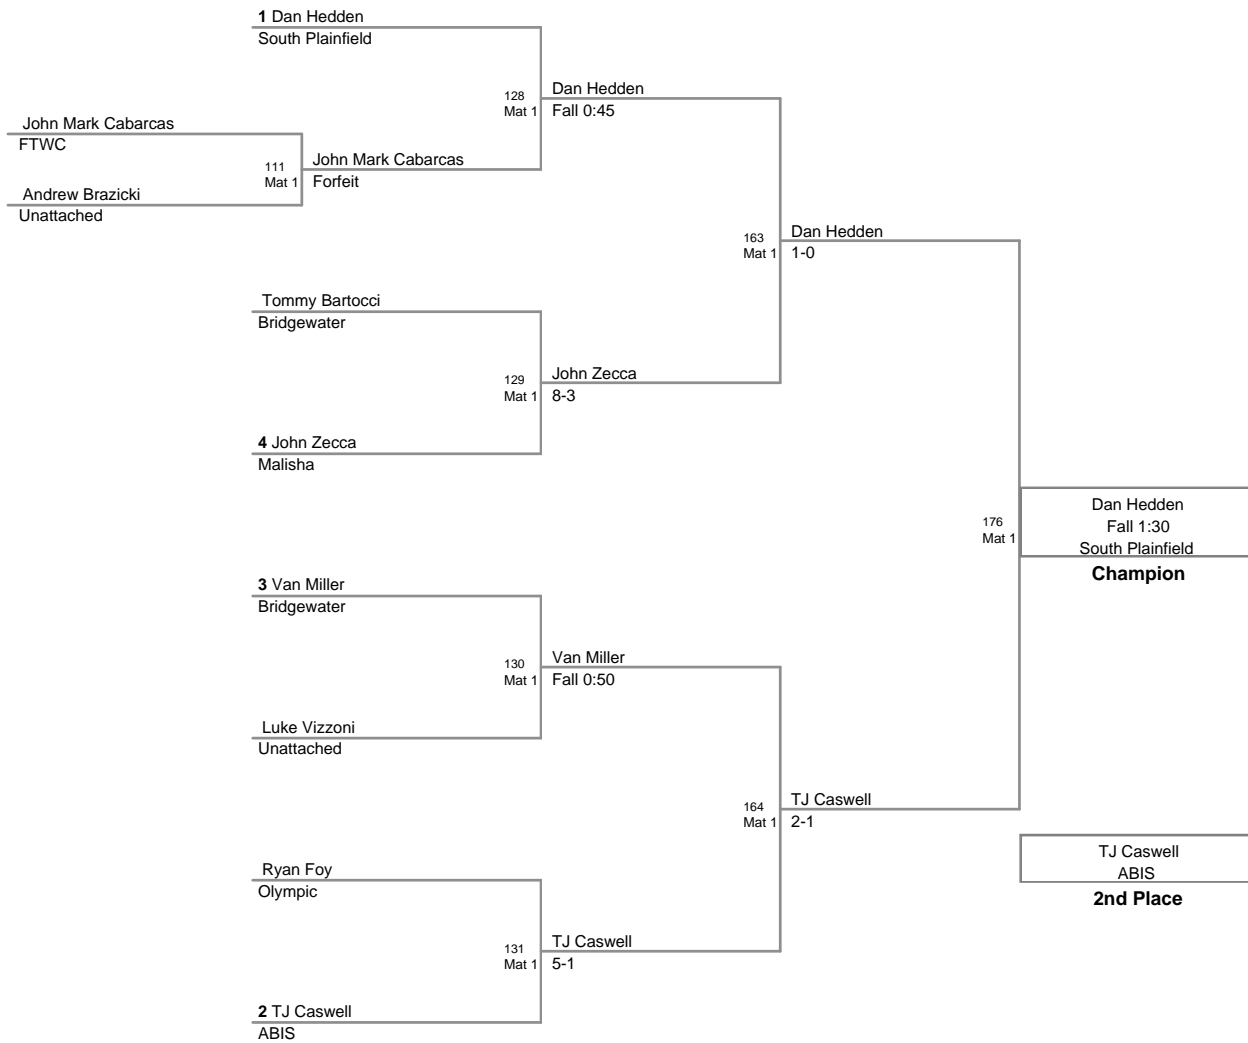 1 Dan Hedden
South Plainfield
128
Mat 1
Dan Hedden
Fall 0:45
John Mark Cabarcas
FTWC
111
Mat 1
John Mark Cabarcas
Forfeit
Andrew Brazicki
Unattached
163
Mat 1
Dan Hedden
1-0
Tommy Bartocci
Bridgewater
129
Mat 1
John Zecca
8-3
4 John Zecca
Malisha
176
Mat 1
Dan Hedden
Fall 1:30
South Plainfield
Champion
3 Van Miller
Bridgewater
130
Mat 1
Van Miller
Fall 0:50
Luke Vizzoni
Unattached
164
Mat 1
TJ Caswell
2-1
TJ Caswell
ABIS
2nd Place
Ryan Foy
Olympic
131
Mat 1
TJ Caswell
5-1
2 TJ Caswell
ABIS